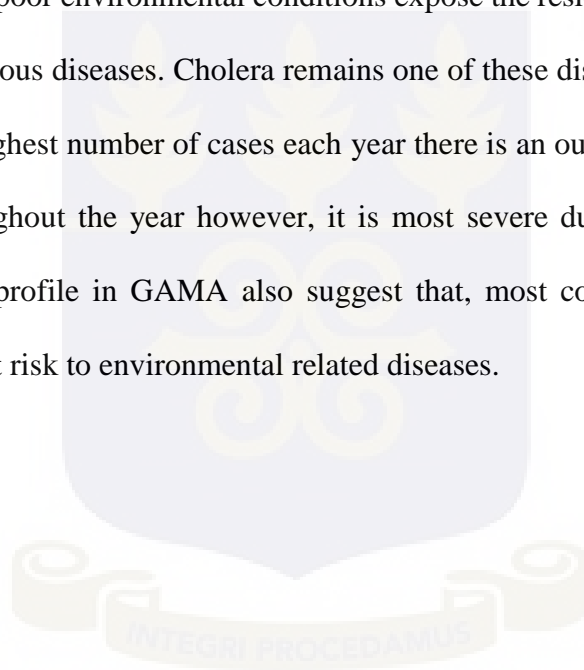 poor environmental conditions expose the resi
ous diseases. Cholera remains one of these dis
ghest number of cases each year there is an ou
ghout the year however, it is most severe du
profile in GAMA also suggest that, most co
t risk to environmental related diseases.
INTEGRI PROCEDAMUS